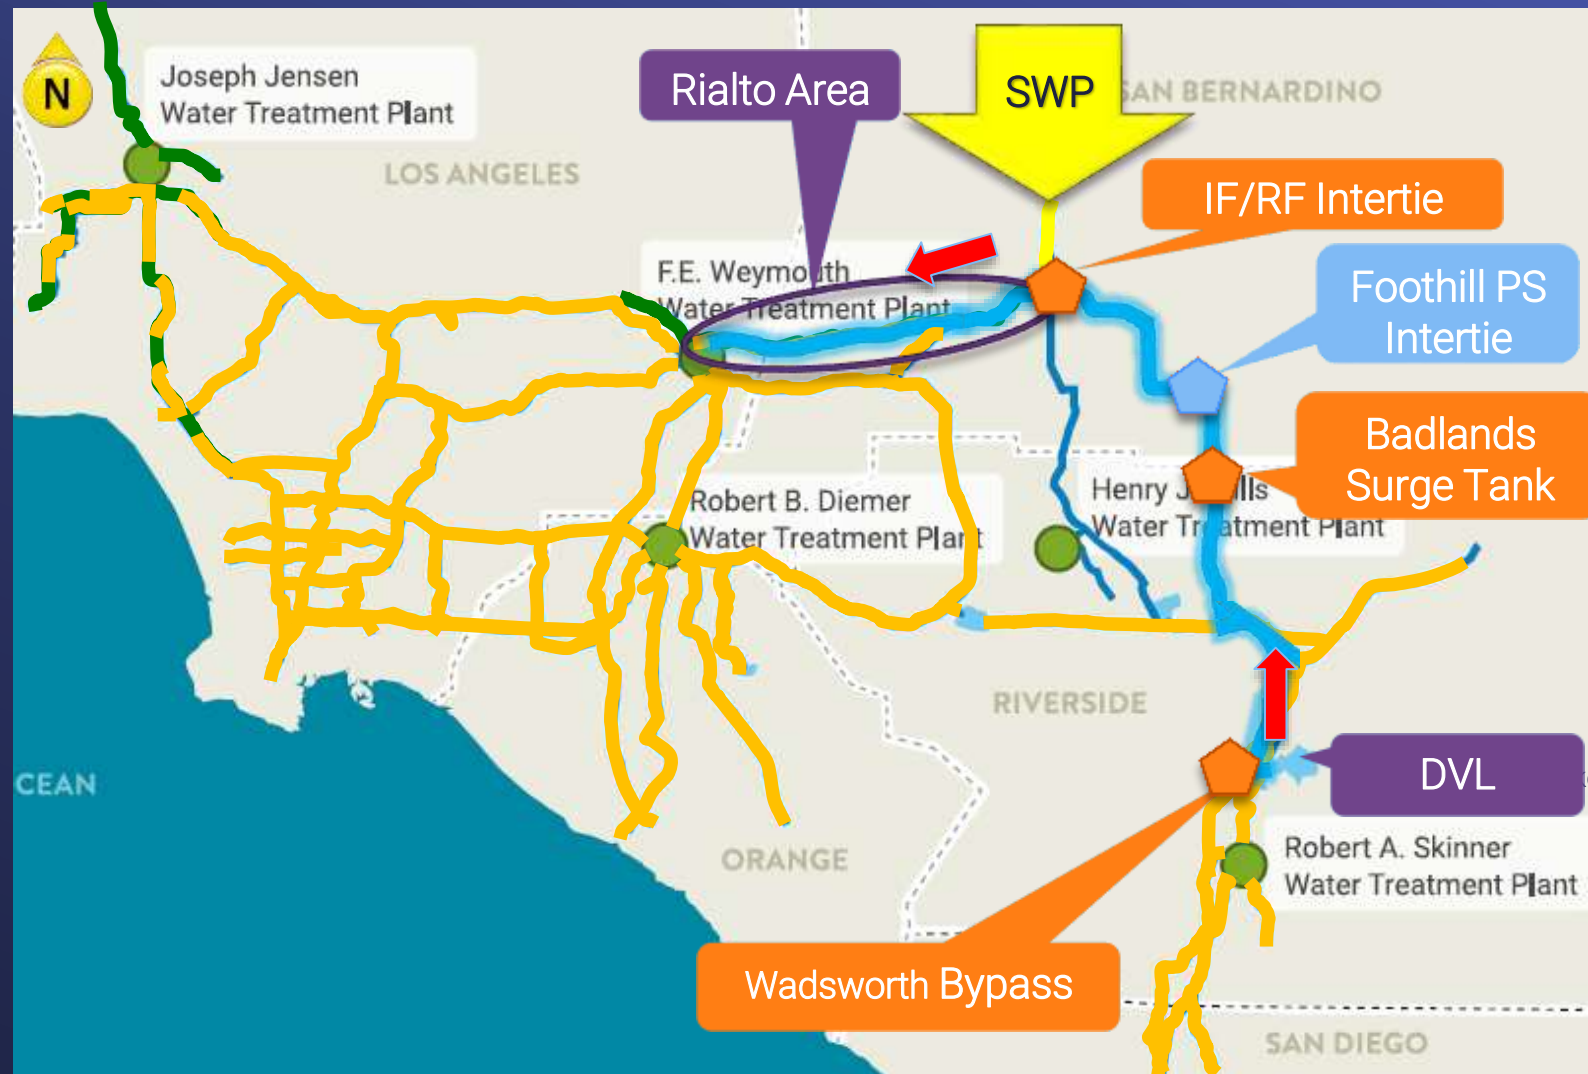 N
Joseph Jensen
Water Treatment Plant
LOS ANGELES
Rialto Area
SWP
SAN BERNARDINO
IF/RF Intertie
F.E. Weymouth
Water Treatment Plant
Foothill PS
Intertie
Badlands
Surge Tank
Robert B. Diemer
Water Treatment Plant
Henry J ills
Water Treatment Plant
RIVERSIDE
CEAN
DVL
ORANGE
Robert A. Skinner
Water Treatment Plant
Wadsworth Bypass
SAN DIEGO